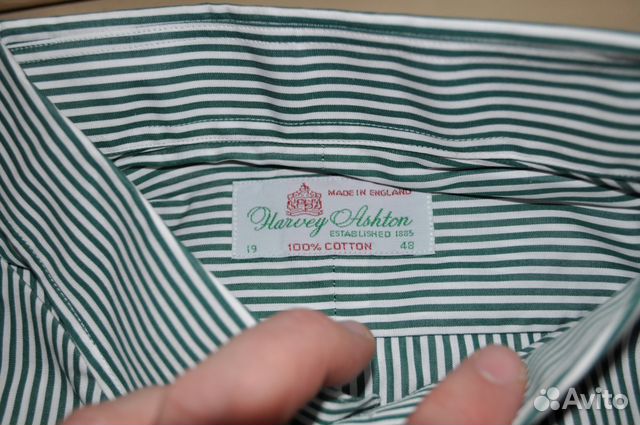 MADE IN ENGLAND
Harvey Ashton
ESTABLISHED 1885
19 100% COTTON 48
Avito